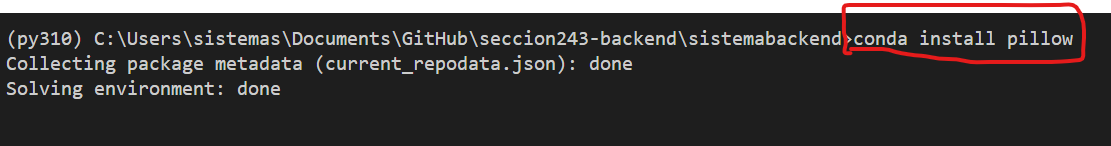 (py310) C:\Users\sistemas\Documents\GitHub\seccion243-backend\sistemabackend>conda install pillow
Collecting package metadata (current_repodata.json): done
Solving environment: done